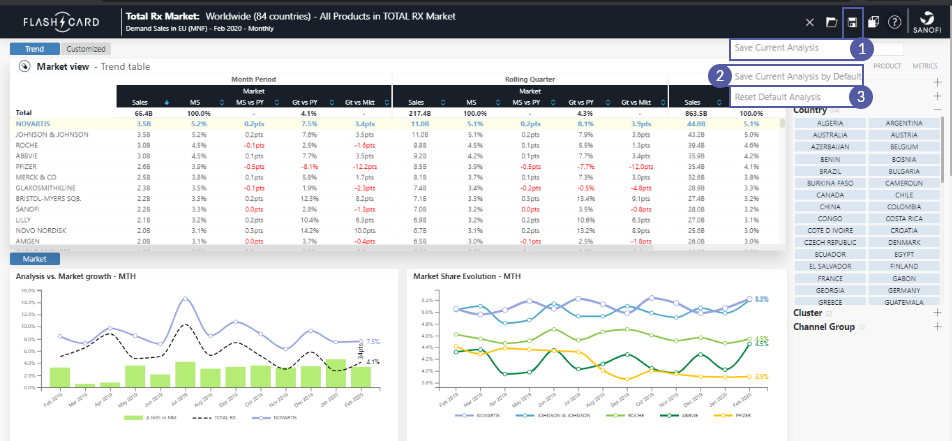 FLASHCARD
Total Rx Market: Worldwide (84 countries) - All Products in TOTAL RX Market
Demand Sales in EU (MNF) - Feb 2020 - Monthly
SANOFI
Trend Customized
Save Current Analysis 1
2 Save Current Analysis by Default
Reset Default Analysis 3
PRODUCT METRICS
Market view - Trend table
Month Period Rolling Quarter
Market Market
Sales MS MS vs PY Gt vs PY Gt vs Mkt Sales MS MS vs PY Gt vs PY Gt vs Mkt Sales MS
Total 66.4B 100.0% - 4.1% - 217.4B 100.0% - 4.3% - 863.5B 100.0%
NOVARTIS 3.5B 5.2% 0.2pts 7.5% 3.4pts 11.0B 5.1% 0.2pts 8.1% 3.9pts 44.0B 5.1%
JOHNSON & JOHNSON 3.5B 5.2% 0.2pts 7.6% 3.5pts 11.0B 5.1% 0.2pts 7.9% 3.6pts 43.2B 5.0%
ROCHE 3.0B 4.5% -0.1pts 2.5% -1.6pts 9.8B 4.5% 0.1pts 5.5% 1.3pts 39.4B 4.6%
ABBVIE 3.0B 4.5% 0.1pts 7.7% 3.5pts 9.2B 4.2% 0.1pts 7.7% 3.4pts 35.9B 4.2%
PFIZER 2.6B 3.9% -0.5pts -8.1% -12.2pts 8.5B 3.9% -0.5pts -7.7% -12.0pts 35.4B 4.1%
MERCK & CO 2.5B 3.8% 0.1pts 5.8% 1.7pts 8.1B 3.7% 0.1pts 7.3% 3.0pts 32.6B 3.8%
GLAXOSMITHKLINE 2.3B 3.5% -0.1pts 1.9% -2.3pts 7.4B 3.4% -0.2pts -0.5% -4.8pts 28.9B 3.3%
BRISTOL-MYERS SQB. 2.2B 3.3% 0.2pts 12.3% 8.2pts 7.1B 3.3% 0.3pts 13.4% 9.1pts 27.4B 3.2%
SANOFI 2.2B 3.3% 0.0pts 2.8% -1.3pts 7.0B 3.2% 0.0pts 3.5% -0.8pts 28.0B 3.2%
LILLY 2.1B 3.2% 0.2pts 10.4% 6.3pts 6.9B 3.2% 0.2pts 10.6% 6.3pts 27.0B 3.1%
NOVO NORDISK 2.0B 3.1% 0.3pts 14.2% 10.0pts 6.7B 3.1% 0.2pts 13.2% 8.9pts 25.6B 3.0%
AMGEN 2.0B 3.1% 0.0pts 3.7% -0.4pts 6.5B 3.0% -0.1pts 2.5% -1.8pts 26.0B 3.0%
Country
ALGERIA ARGENTINA
AUSTRALIA AUSTRIA
AZERBAIJAN BELGIUM
BENIN BOSNIA
BRAZIL BULGARIA
BURKINA FASO CAMEROUN
CANADA CHILE
CHINA COLOMBIA
CONGO COSTA RICA
COTE D IVOIRE CROATIA
CZECH REPUBLIC DENMARK
ECUADOR EGYPT
EL SALVADOR FINLAND
FRANCE GABON
GEORGIA GERMANY
GREECE GUATEMALA
Cluster
Channel Group
Market
Analysis vs. Market growth - MTH
16.0%
14.0%
12.0%
10.0%
8.0%
6.0%
4.0%
2.0%
0.0%
7.5%
34pts
4.1%
Feb 2019 Mar 2019 Apr 2019 May 2019 Jun 2019 Jul 2019 Aug 2019 Sep 2019 Oct 2019 Nov 2019 Dec 2019 Jan 2020 Feb 2020
Δ Gth vs Mkt TOTAL RX NOVARTIS
Market Share Evolution - MTH
5.2%
5.0%
4.8%
4.6%
4.4%
4.2%
4.0%
3.8%
5.2%
4.5%
3.9%
Feb 2019 Mar 2019 Apr 2019 May 2019 Jun 2019 Jul 2019 Aug 2019 Sep 2019 Oct 2019 Nov 2019 Dec 2019 Jan 2020 Feb 2020
NOVARTIS JOHNSON & JOHNSON ROCHE ABBVIE PFIZER